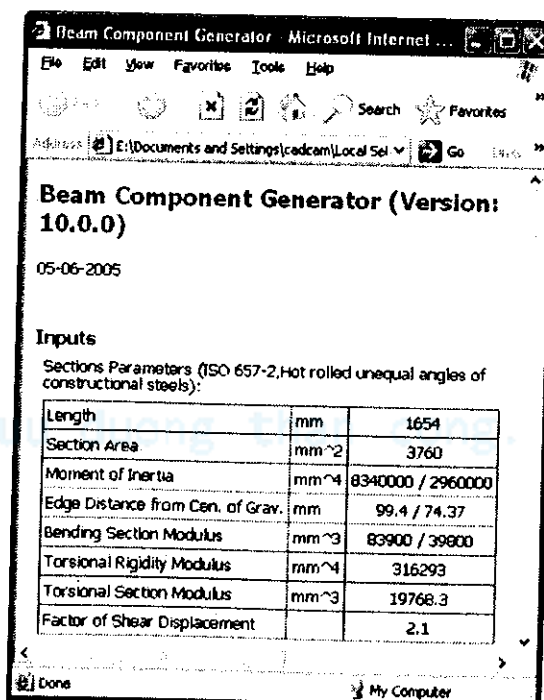 Beam Component Generator - Microsoft Internet ...
File Edit View Favorites Tools Help
Search Favorites
Address E:\Documents and Settings\cadcam\Local Set Go Links
Beam Component Generator (Version:
10.0.0)
05-06-2005
Inputs
Sections Parameters (ISO 657-2,Hot rolled unequal angles of
constructional steels):
Length mm 1654
Section Area mm^2 3760
Moment of Inertia mm^4 8340000 / 2960000
Edge Distance from Cen. of Grav. mm 99.4 / 74.37
Bending Section Modulus mm^3 83900 / 39800
Torsional Rigidity Modulus mm^4 316293
Torsional Section Modulus mm^3 19768.3
Factor of Shear Displacement 2.1
Done My Computer